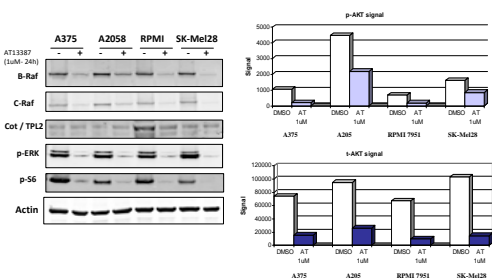 A375 A2058 RPMI SK-Mel28
AT13387 - + - + - + - +
(1uM- 24h)
B-Raf
C-Raf
Cot / TPL2
p-ERK
p-S6
Actin
p-AKT signal
Signal
5000
4000
3000
2000
1000
0
DMSO AT DMSO AT DMSO AT DMSO AT
1uM 1uM 1uM 1uM
A375 A205 RPMI 7951 SK-Mel28
t-AKT signal
Signal
120000
100000
80000
60000
40000
20000
0
DMSO AT DMSO AT DMSO AT DMSO AT
1uM 1uM 1uM 1uM
A375 A205 RPMI 7951 SK-Mel28